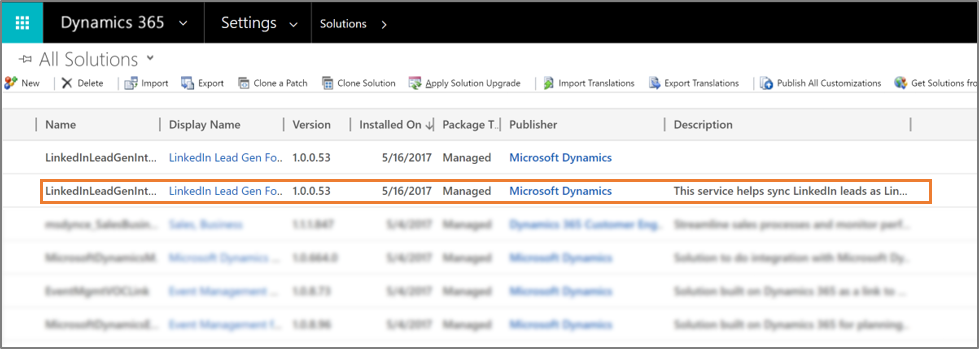 Dynamics 365 Settings Solutions
All Solutions
New Delete Import Export Clone a Patch Clone Solution Apply Solution Upgrade Import Translations Export Translations Publish All Customizations Get Solutions fro
Name Display Name Version Installed On Package T.. Publisher Description
LinkedInLeadGenInt... LinkedIn Lead Gen Fo.. 1.0.0.53 5/16/2017 Managed Microsoft Dynamics
LinkedInLeadGenInt... LinkedIn Lead Gen Fo.. 1.0.0.53 5/16/2017 Managed Microsoft Dynamics This service helps sync LinkedIn leads as Lin...
Sales, Business 5/4/2017 Managed Dynamics 365 Customer Eng... Streamline sales processes and monitor perf...
MicrosoftDynamicsM... Microsoft Dynamics ... 1.0.664.0 5/4/2017 Managed Microsoft Dynamics Solution to do integration with Microsoft Dy...
EventMgmtVOCLink Event Management ... 1.0.8.73 5/4/2017 Managed Microsoft Dynamics Solution built on Dynamics 365 as a link to ...
MicrosoftDynamicsE... Event Management f... 1.0.8.96 5/4/2017 Managed Microsoft Dynamics Solution built on Dynamics 365 for planning...